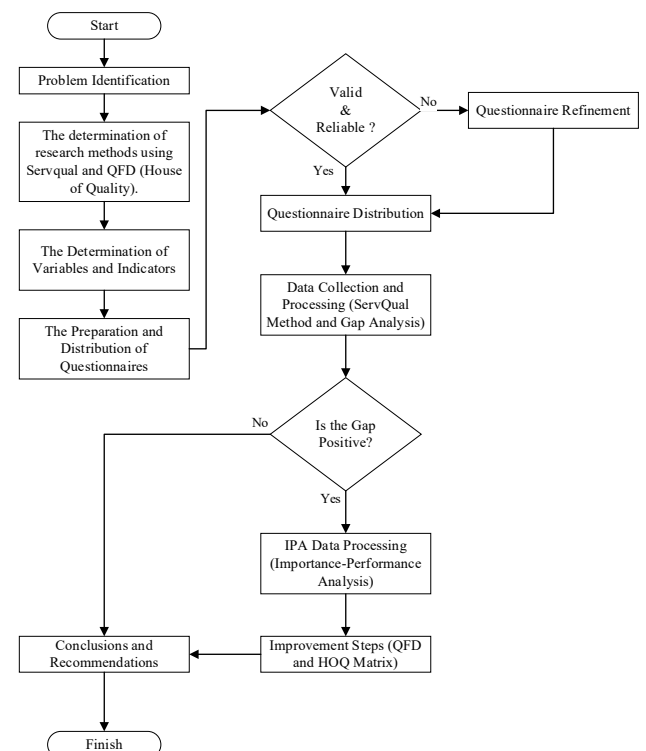 Start
Problem Identification
The determination of
research methods using
Servqual and QFD (House
of Quality).
The Determination of
Variables and Indicators
The Preparation and
Distribution of
Questionnaires
Valid
&
Reliable ?
No
Questionnaire Refinement
Yes
Questionnaire Distribution
Data Collection and
Processing (ServQual
Method and Gap Analysis)
Is the Gap
Positive?
No
Yes
IPA Data Processing
(Importance-Performance
Analysis)
Improvement Steps (QFD
and HOQ Matrix)
Conclusions and
Recommendations
Finish